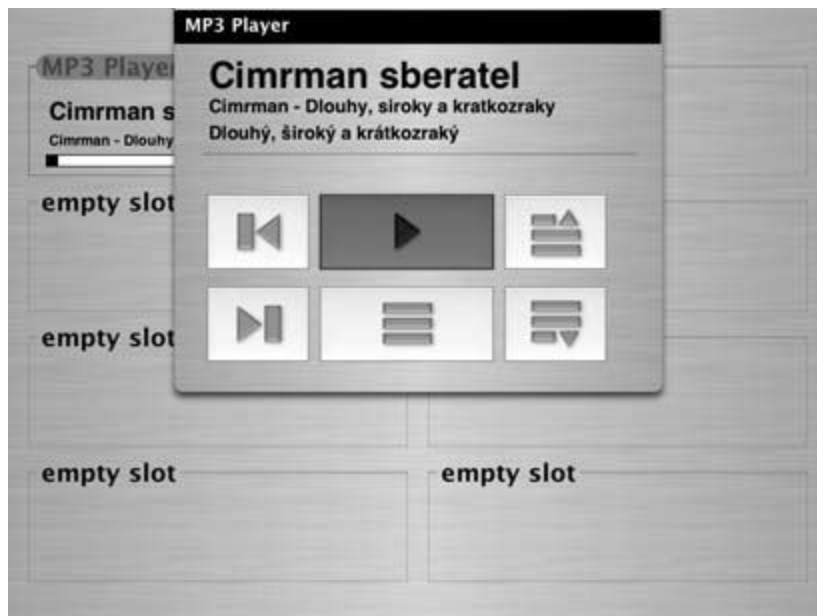 MP3 Player
Cimrman sberatel
Cimrman - Dlouhy, siroky a kratkozraky
Dlouhý, široký a krátkozraký
MP3 Playe
Cimrman s
Cimrman - Dlouhy
empty slot
empty slot
empty slot
empty slot